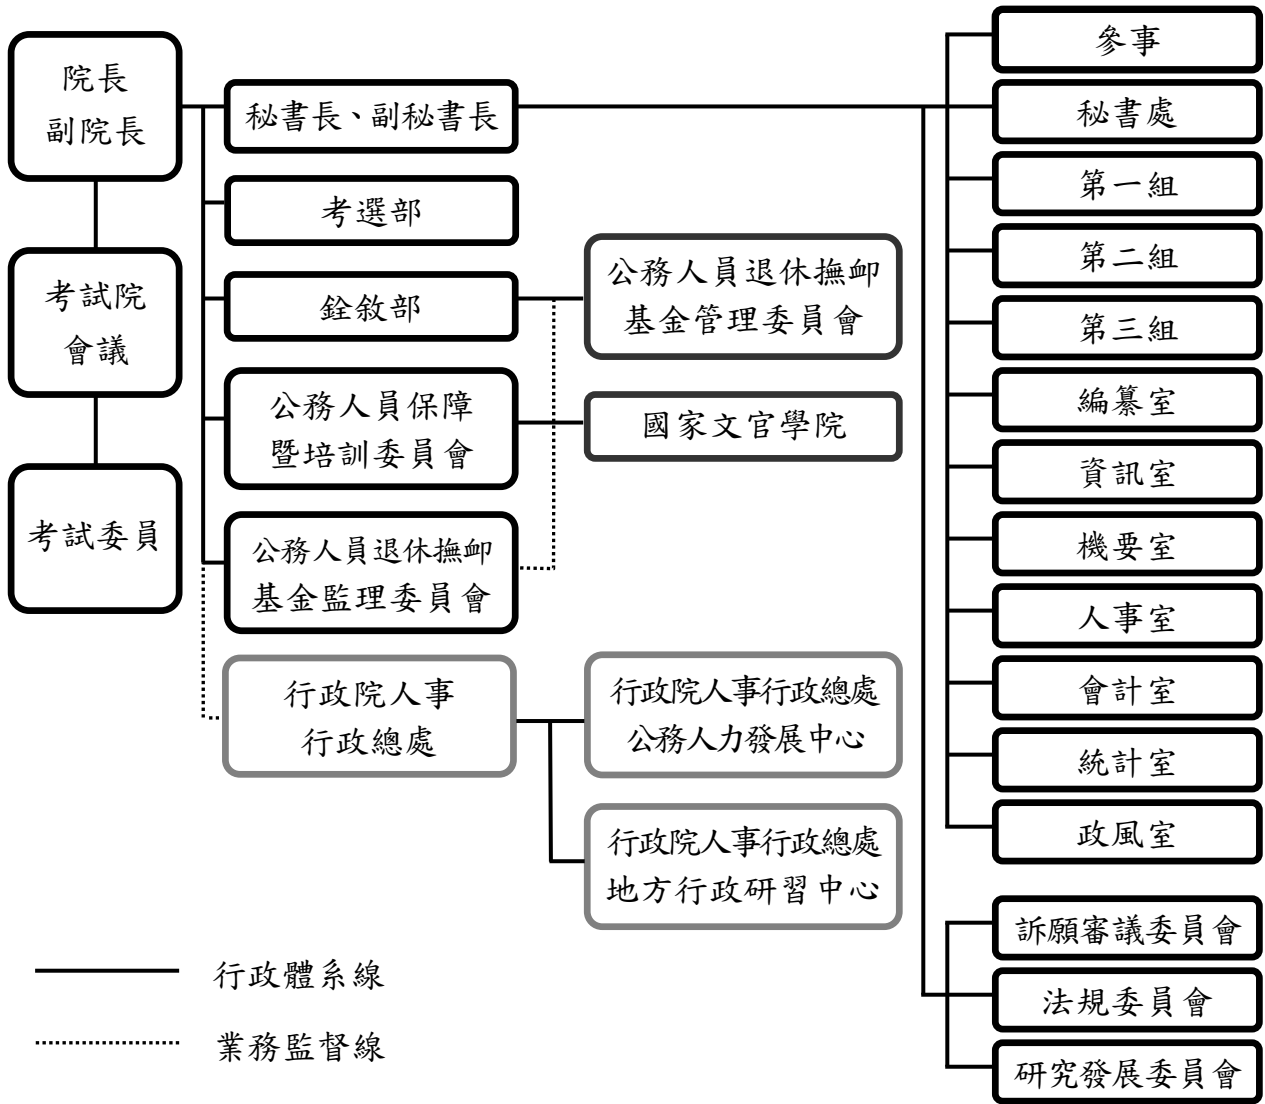 院長
副院長
考試院
會議
考試委員
秘書長、副秘書長
考選部
銓敘部
公務人員保障
暨培訓委員會
公務人員退休撫卹
基金監理委員會
行政院人事
行政總處
公務人員退休撫卹
基金管理委員會
國家文官學院
行政院人事行政總處
公務人力發展中心
行政院人事行政總處
地方行政研習中心
參事
秘書處
第一組
第二組
第三組
編纂室
資訊室
機要室
人事室
會計室
統計室
政風室
訴願審議委員會
法規委員會
研究發展委員會
行政體系線
業務監督線